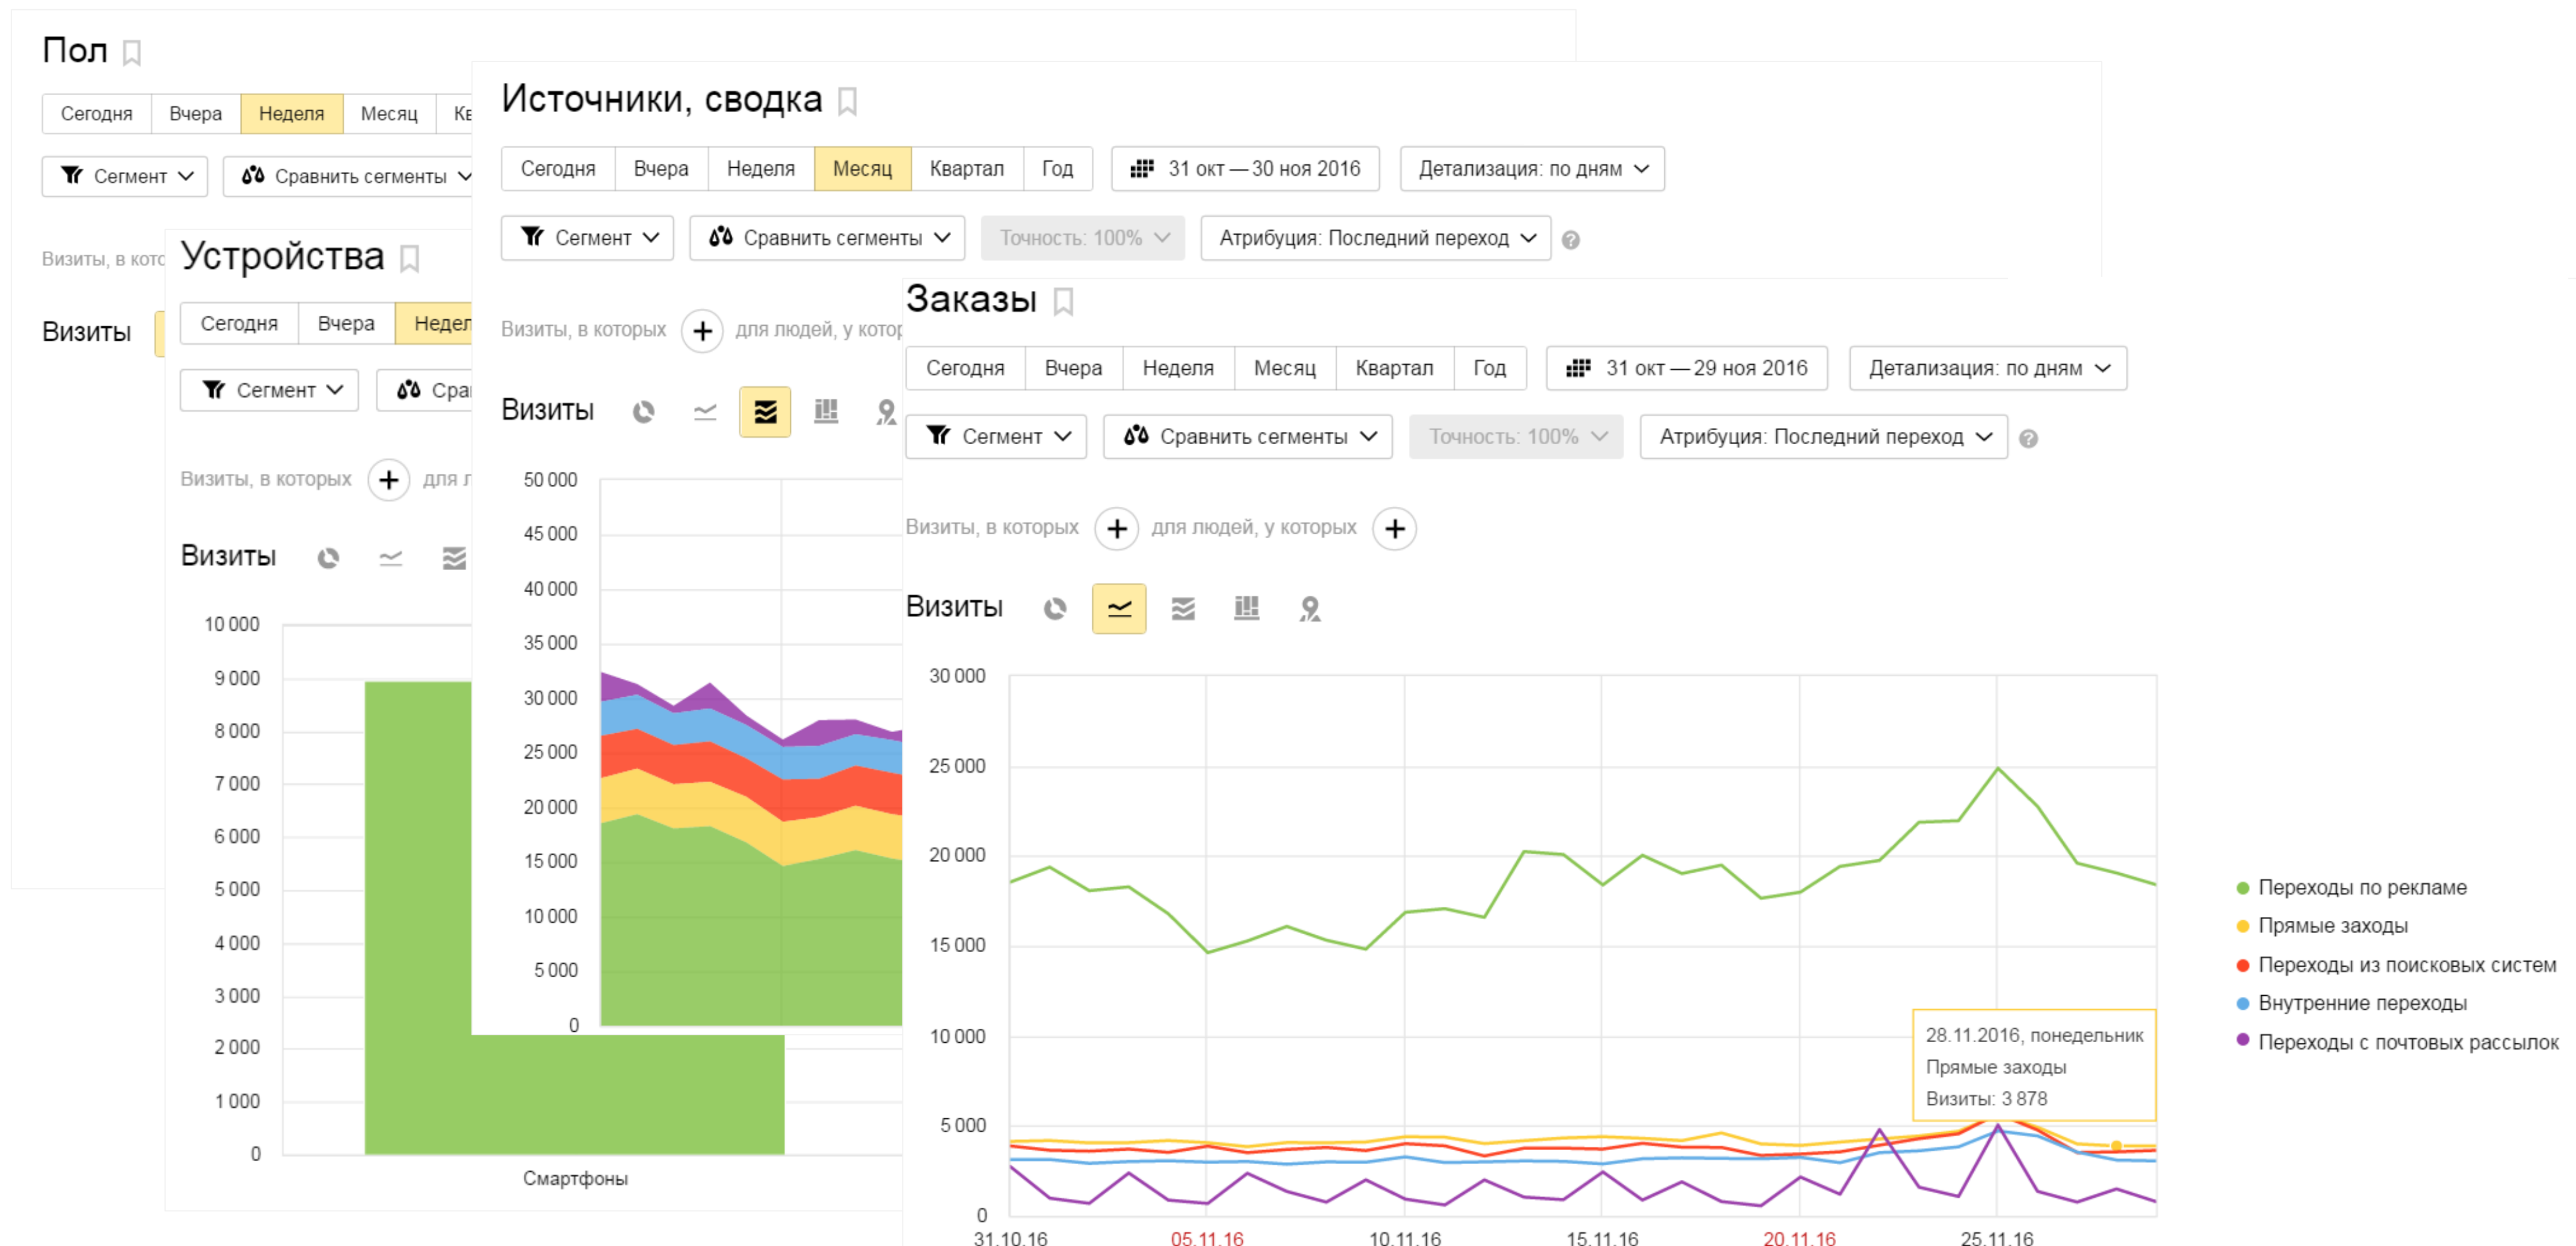 Пол
Сегодня Вчера Неделя Месяц
Сегмент Сравнить сегменты
Визиты, в
Визиты
Устройства
Сегодня Вчера
Сегмент
Визиты, в которых + для
Визиты
10 000
9 000
8 000
7 000
6 000
5 000
4 000
3 000
2 000
1 000
0
Смартфоны
Источники, сводка
Сегодня Вчера Неделя Месяц Квартал Год 31 окт — 30 ноя 2016 Детализация: по дням
Сегмент Сравнить сегменты Точность: 100% Атрибуция: Последний переход ?
Визиты, в которых + для людей, у
Визиты
50 000
45 000
40 000
35 000
30 000
25 000
20 000
15 000
10 000
5 000
0
Заказы
Сегодня Вчера Неделя Месяц Квартал Год 31 окт — 29 ноя 2016 Детализация: по дням
Сегмент Сравнить сегменты Точность: 100% Атрибуция: Последний переход ?
Визиты, в которых + для людей, у которых +
Визиты
30 000
25 000
20 000
15 000
10 000
5 000
0
31.10.16 05.11.16 10.11.16 15.11.16 20.11.16 25.11.16
28.11.2016, понедельник
Прямые заходы
Визиты: 3 878
Переходы по рекламе
Прямые заходы
Переходы из поисковых систем
Внутренние переходы
Переходы с почтовых рассылок